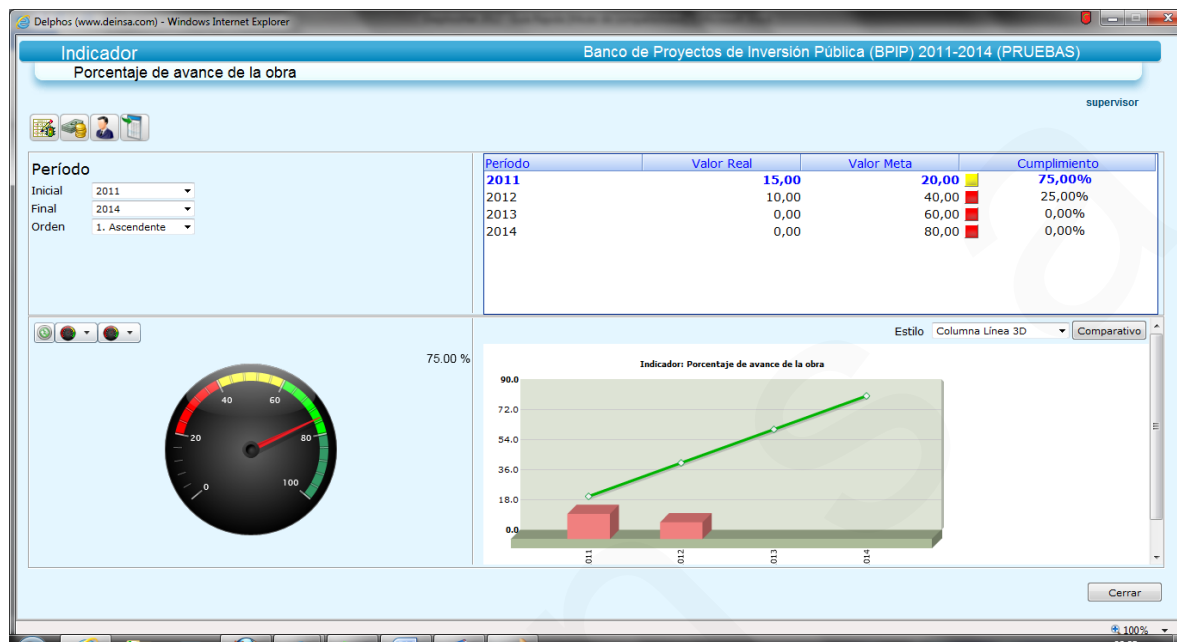 Delphos (www.deinsa.com) - Windows Internet Explorer
Indicador
Banco de Proyectos de Inversión Pública (BPIP) 2011-2014 (PRUEBAS)
Porcentaje de avance de la obra
supervisor
Período
Inicial 2011
Final 2014
Orden 1. Ascendente
Período Valor Real Valor Meta Cumplimiento
2011 15,00 20,00 75,00%
2012 10,00 40,00 25,00%
2013 0,00 60,00 0,00%
2014 0,00 80,00 0,00%
75.00 %
0 20 40 60 80 100
Estilo Columna Línea 3D Comparativo
Indicador: Porcentaje de avance de la obra
90.0
72.0
54.0
36.0
18.0
0.0
011 012 013 014
Cerrar
100%